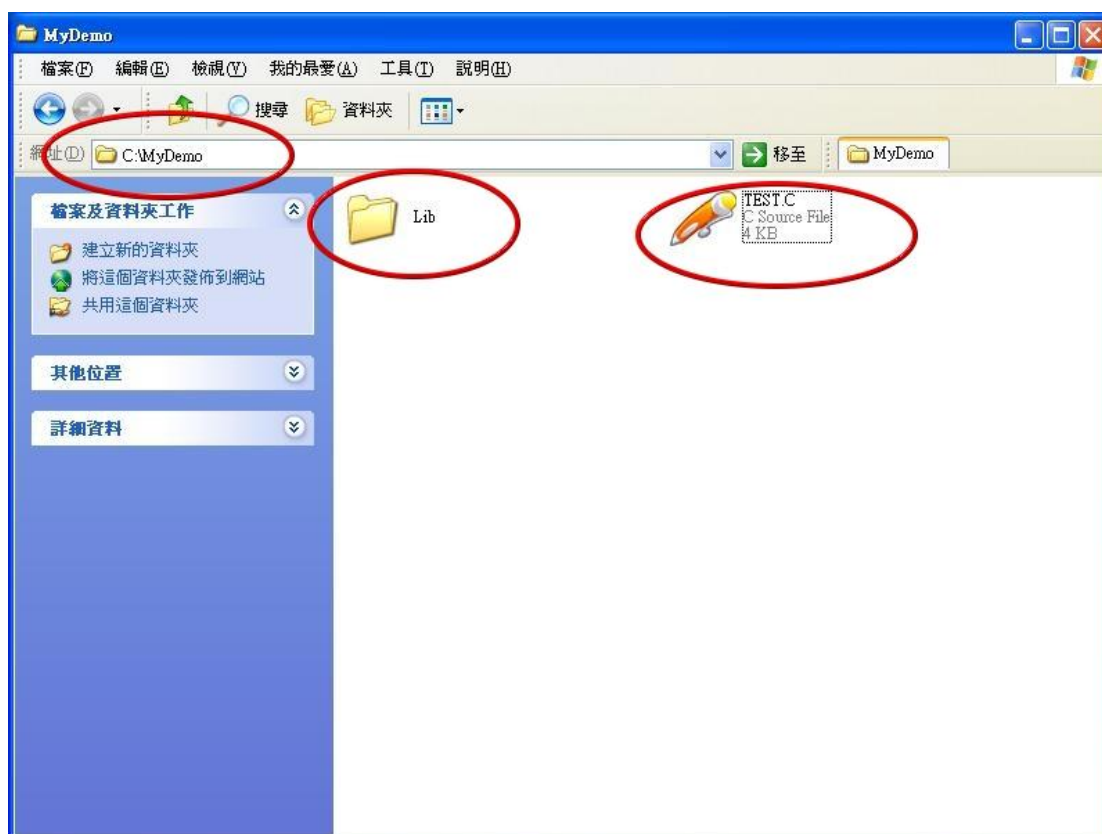 MyDemo
檔案(F) 編輯(E) 檢視(V) 我的最愛(A) 工具(T) 說明(H)
搜尋 資料夾
網址(D) C:\MyDemo 移至 MyDemo
檔案及資料夾工作
建立新的資料夾
將這個資料夾發佈到網站
共用這個資料夾
其他位置
詳細資料
Lib
TEST.C
C Source File
4 KB